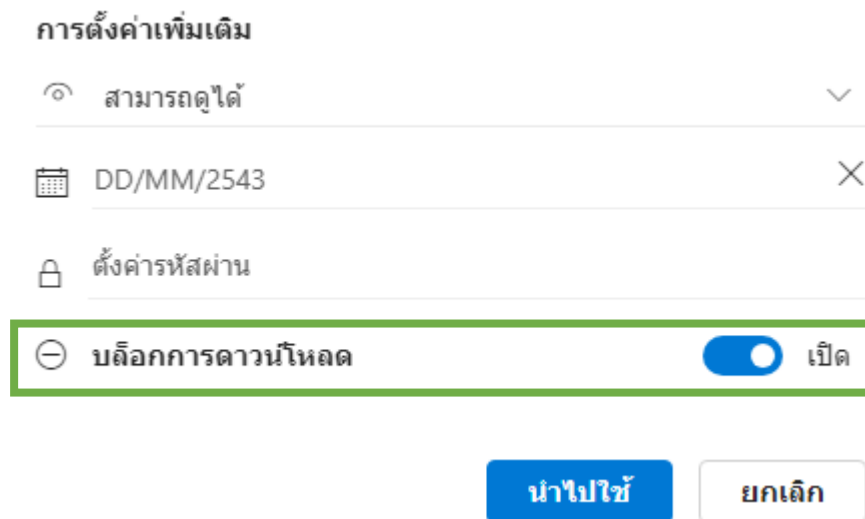 การตั้งค่าเพิ่มเติม
สามารถดูได้
DD/MM/2543
ตั้งค่ารหัสผ่าน
บล็อกการดาวน์โหลด เปิด
นำไปใช้ ยกเลิก